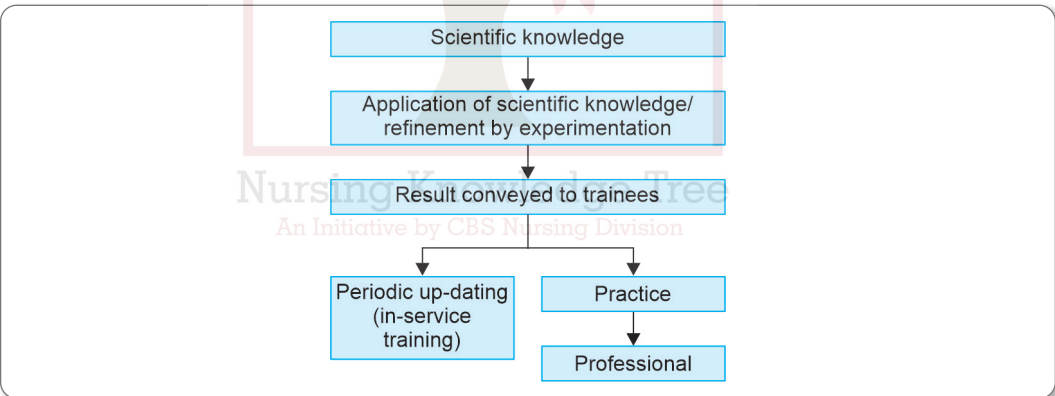 Scientific knowledge
Application of scientific knowledge/
refinement by experimentation
Result conveyed to trainees
Nursing Knowledge Tree
An Initiative by CBS Nursing Division
Periodic up-dating
(in-service
training)
Practice
Professional